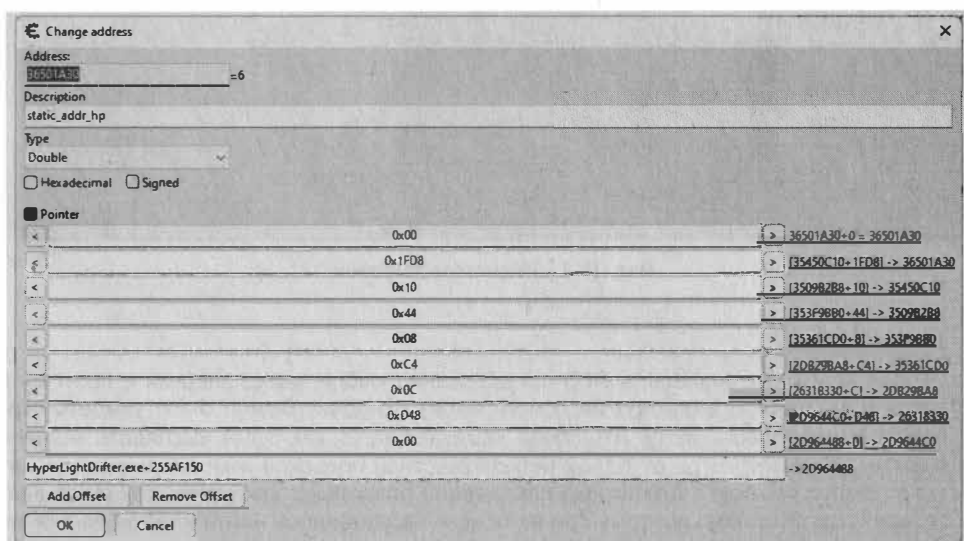 Change address
Address:
36501A30 =6
Description
static_addr_hp
Type
Double
Hexadecimal Signed
Pointer
< 0x00 > 36501A30+0 = 36501A30
< 0x1FD8 > [35450C10+1FD8] -> 36501A30
< 0x10 > [3509B2B8+10] -> 35450C10
< 0x44 > [353F9BB0+44] -> 3509B2B8
< 0x08 > [35361CD0+8] -> 353F9BB0
< 0xC4 > [2DB29BA8+C4] -> 35361CD0
< 0x0C > [26318330+C] -> 2DB29BA8
< 0xD48 > [2D9644C0+D48] -> 26318330
< 0x00 > [2D964488+0] -> 2D9644C0
HyperLightDrifter.exe+255AF150 ->2D964488
Add Offset Remove Offset
OK Cancel